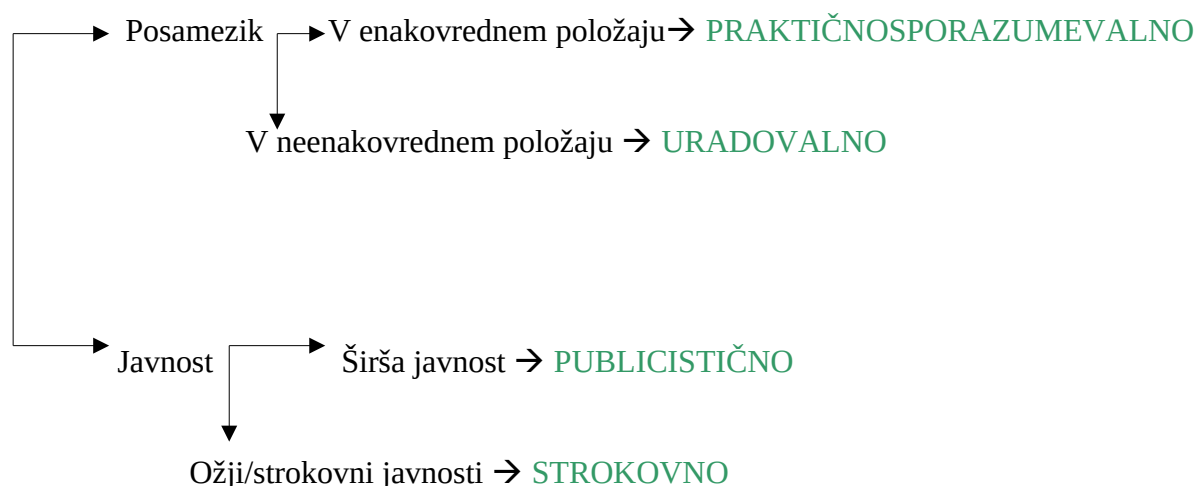 Posamezik V enakovrednem položaju→ PRAKTIČNOSPORAZUMEVALNO
V neenakovrednem položaju → URADOVALNO
Javnost Širša javnost → PUBLICISTIČNO
Ožji/strokovni javnosti → STROKOVNO